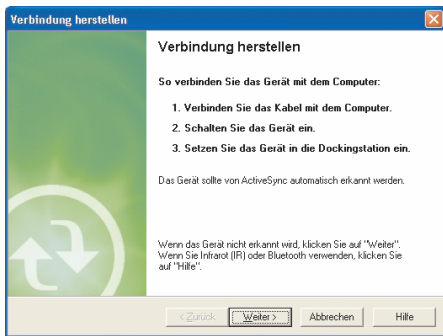 Verbindung herstellen
Verbindung herstellen
So verbinden Sie das Gerät mit dem Computer:
1. Verbinden Sie das Kabel mit dem Computer.
2. Schalten Sie das Gerät ein.
3. Setzen Sie das Gerät in die Dockingstation ein.
Das Gerät sollte von ActiveSync automatisch erkannt werden.
Wenn das Gerät nicht erkannt wird, klicken Sie auf "Weiter".
Wenn Sie Infrarot (IR) oder Bluetooth verwenden, klicken Sie
auf "Hilfe".
< Zurück Weiter > Abbrechen Hilfe